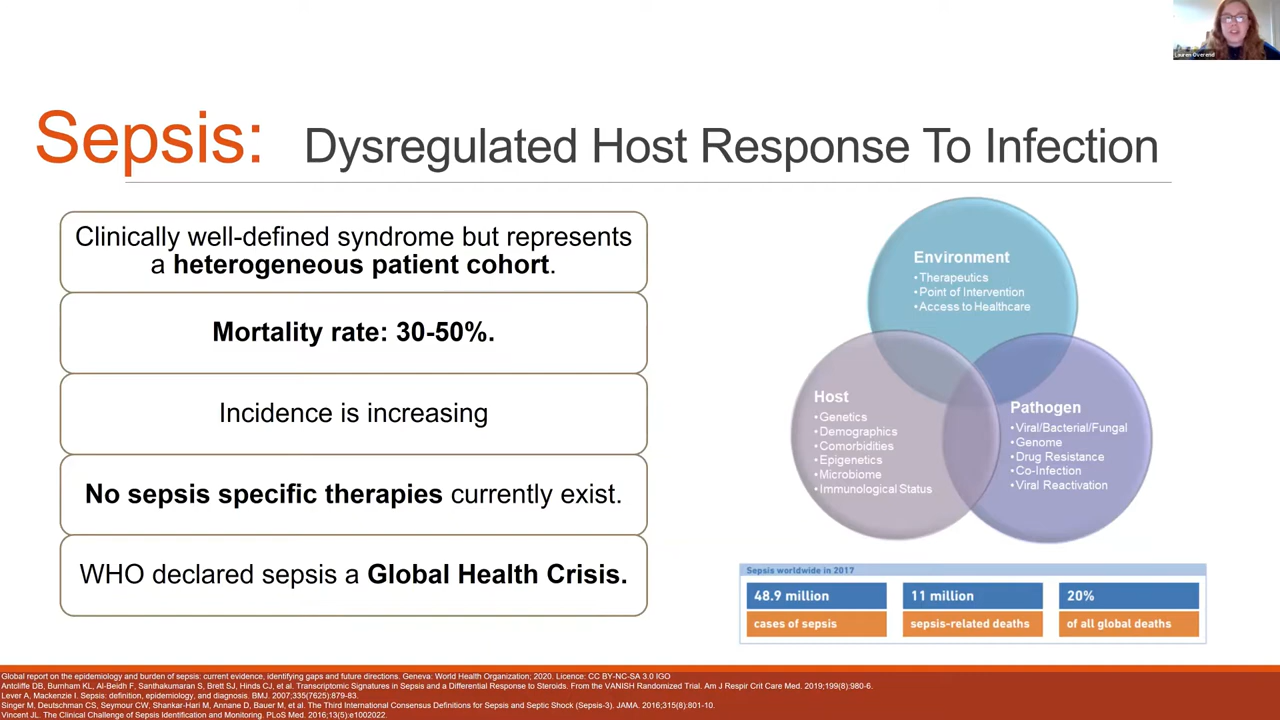 Lauren Overend
Sepsis: Dysregulated Host Response To Infection
Clinically well-defined syndrome but represents
a heterogeneous patient cohort.
Mortality rate: 30-50%.
Incidence is increasing
No sepsis specific therapies currently exist.
WHO declared sepsis a Global Health Crisis.
Environment
•Therapeutics
•Point of Intervention
•Access to Healthcare
Host
•Genetics
•Demographics
•Comorbidities
•Epigenetics
•Microbiome
•Immunological Status
Pathogen
•Viral/Bacterial/Fungal
•Genome
•Drug Resistance
•Co-Infection
•Viral Reactivation
Sepsis worldwide in 2017
48.9 million
cases of sepsis
11 million
sepsis-related deaths
20%
of all global deaths
Global report on the epidemiology and burden of sepsis: current evidence, identifying gaps and future directions. Geneva: World Health Organization; 2020. Licence: CC BY-NC-SA 3.0 IGO
Antcliffe DB, Burnham KL, Al-Beidh F, Santhakumaran S, Brett SJ, Hinds CJ, et al. Transcriptomic Signatures in Sepsis and a Differential Response to Steroids. From the VANISH Randomized Trial. Am J Respir Crit Care Med. 2019;199(8):980-6.
Lever A, Mackenzie I. Sepsis: definition, epidemiology, and diagnosis. BMJ. 2007;335(7625):879-83.
Singer M, Deutschman CS, Seymour CW, Shankar-Hari M, Annane D, Bauer M, et al. The Third International Consensus Definitions for Sepsis and Septic Shock (Sepsis-3). JAMA. 2016;315(8):801-10.
Vincent JL. The Clinical Challenge of Sepsis Identification and Monitoring. PLoS Med. 2016;13(5):e1002022.